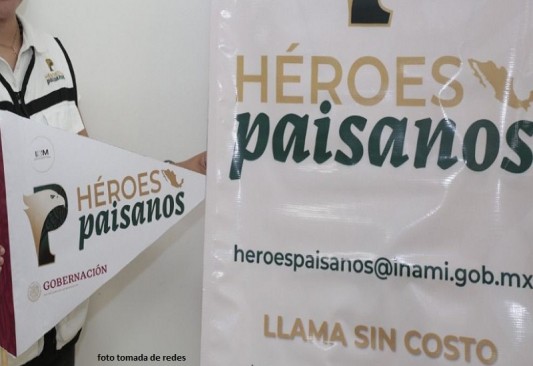 HÉROES
paisanos
GOBERNACIÓN
HÉROES
paisanos
heroespaisanos@inami.gob.mx
LLAMA SIN COSTO
foto tomada de redes